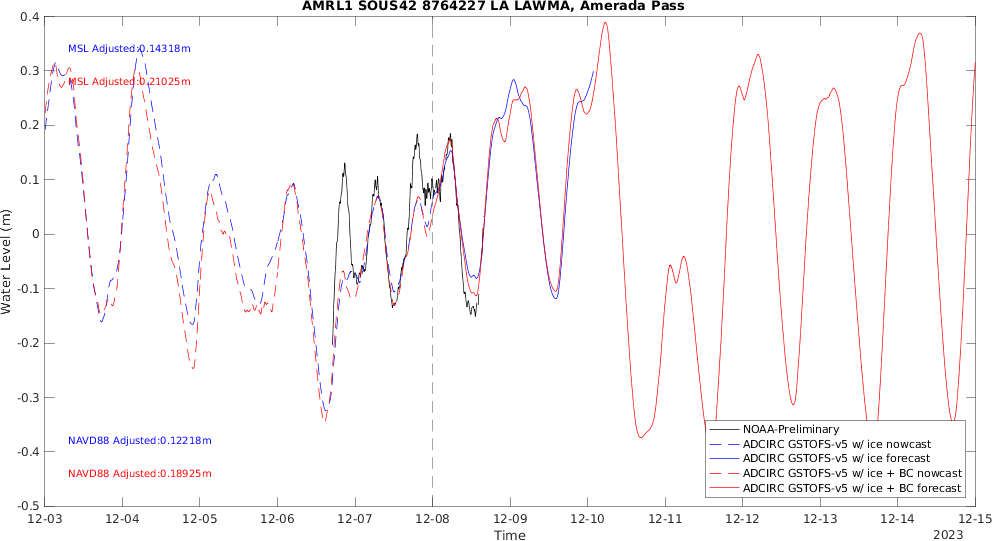 AMRL1 SOUS42 8764227 LA LAWMA, Amerada Pass
MSL Adjusted:0.14318m
MSL Adjusted:0.21025m
NAVD88 Adjusted:0.12218m
NAVD88 Adjusted:0.18925m
Water Level (m)
0.4
0.3
0.2
0.1
0
-0.1
-0.2
-0.3
-0.4
-0.5
NOAA-Preliminary
ADCIRC GSTOFS-v5 w/ ice nowcast
ADCIRC GSTOFS-v5 w/ ice forecast
ADCIRC GSTOFS-v5 w/ ice + BC nowcast
ADCIRC GSTOFS-v5 w/ ice + BC forecast
12-03 12-04 12-05 12-06 12-07 12-08 12-09 12-10 12-11 12-12 12-13 12-14 12-15
Time
2023